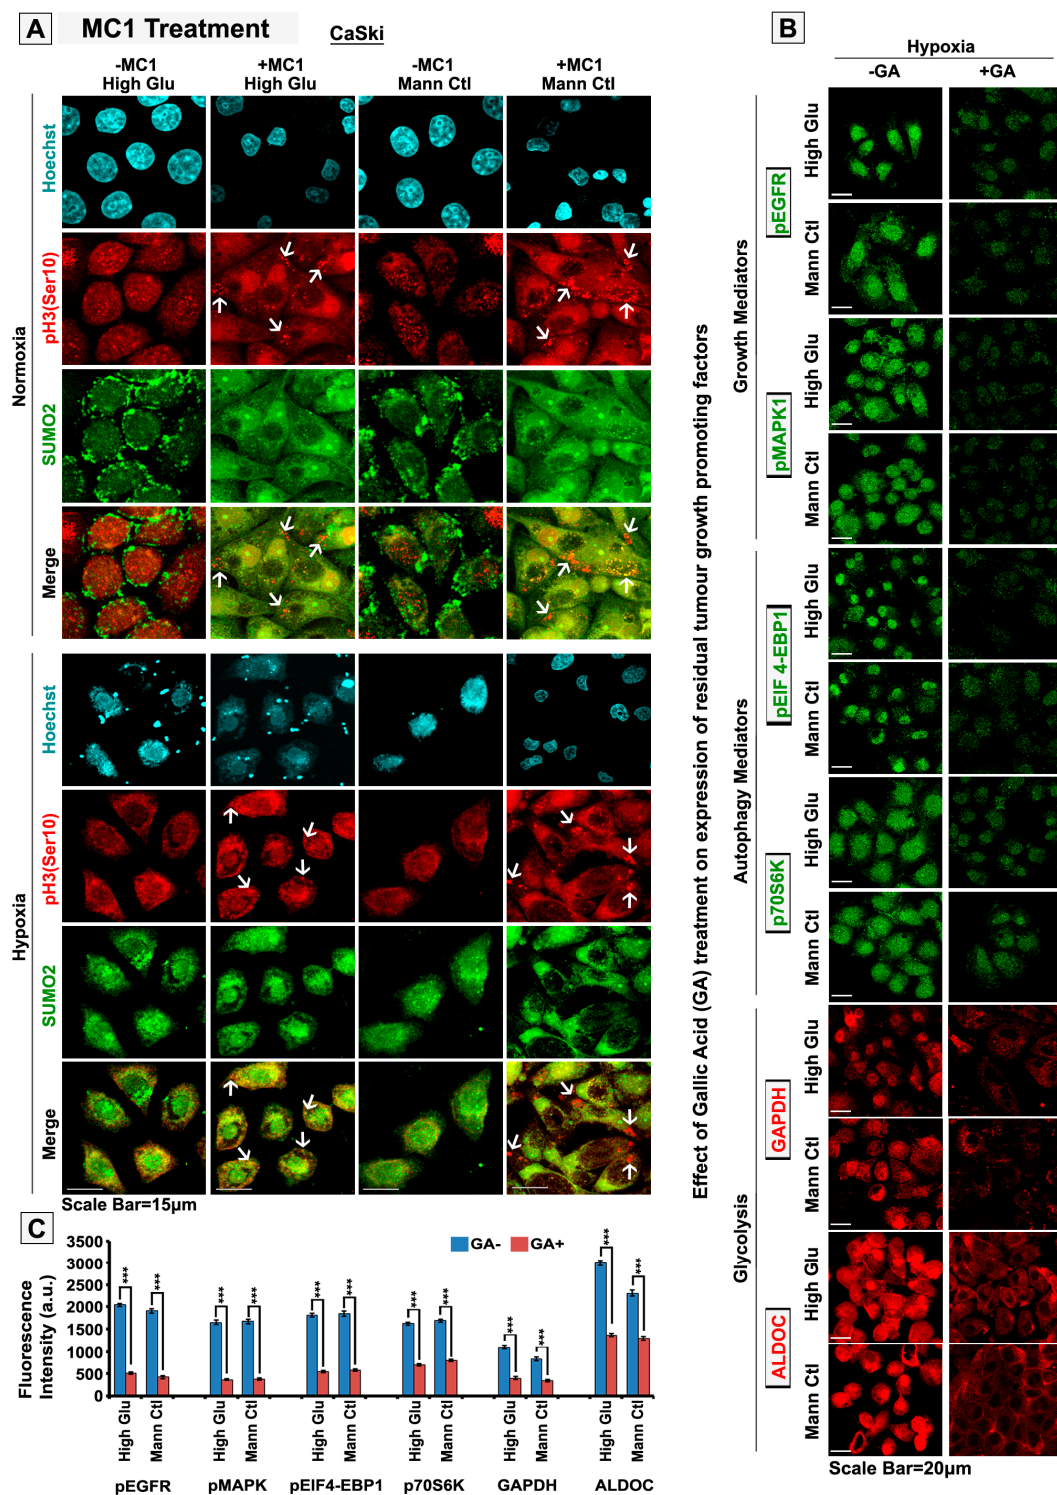 A
MC1 Treatment
CaSki
-MC1 High Glu
+MC1 High Glu
-MC1 Mann Ctl
+MC1 Mann Ctl
Normoxia
Hoechst
pH3(Ser10)
SUMO2
Merge
Hypoxia
Hoechst
pH3(Ser10)
SUMO2
Merge
Scale Bar=15µm
B
Effect of Gallic Acid (GA) treatment on expression of residual tumour growth promoting factors
Hypoxia
-GA
+GA
Growth Mediators
pEGFR
High Glu
Mann Ctl
pMAPK1
High Glu
Mann Ctl
Autophagy Mediators
pEIF 4-EBP1
High Glu
Mann Ctl
p70S6K
High Glu
Mann Ctl
Glycolysis
GAPDH
High Glu
Mann Ctl
ALDOC
High Glu
Mann Ctl
Scale Bar=20µm
C
Fluorescence
Intensity (a.u.)
3500
3000
2500
2000
1500
1000
500
0
GA-
GA+
***
***
***
***
***
***
***
***
***
***
***
***
High Glu
Mann Ctl
High Glu
Mann Ctl
High Glu
Mann Ctl
High Glu
Mann Ctl
High Glu
Mann Ctl
High Glu
Mann Ctl
pEGFR
pMAPK
pEIF4-EBP1
p70S6K
GAPDH
ALDOC